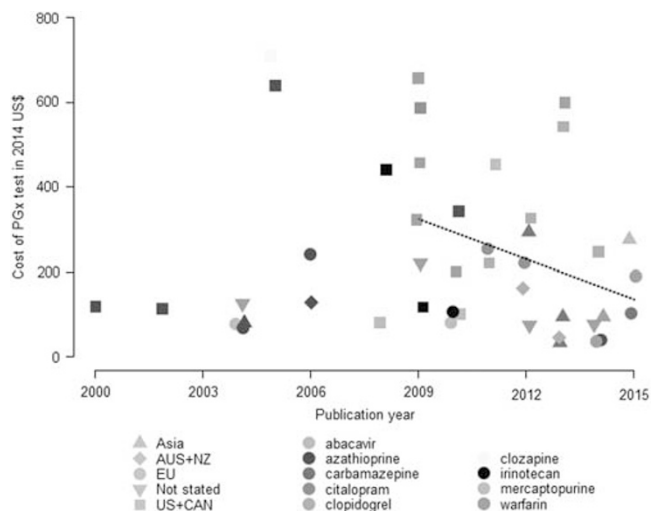 800
600
400
200
0
Cost of PGx test in 2014 US$
2000 2003 2006 2009 2012 2015
Publication year
Asia
AUS+NZ
EU
Not stated
US+CAN
abacavir
azathioprine
carbamazepine
citalopram
clopidogrel
clozapine
irinotecan
mercaptopurine
warfarin